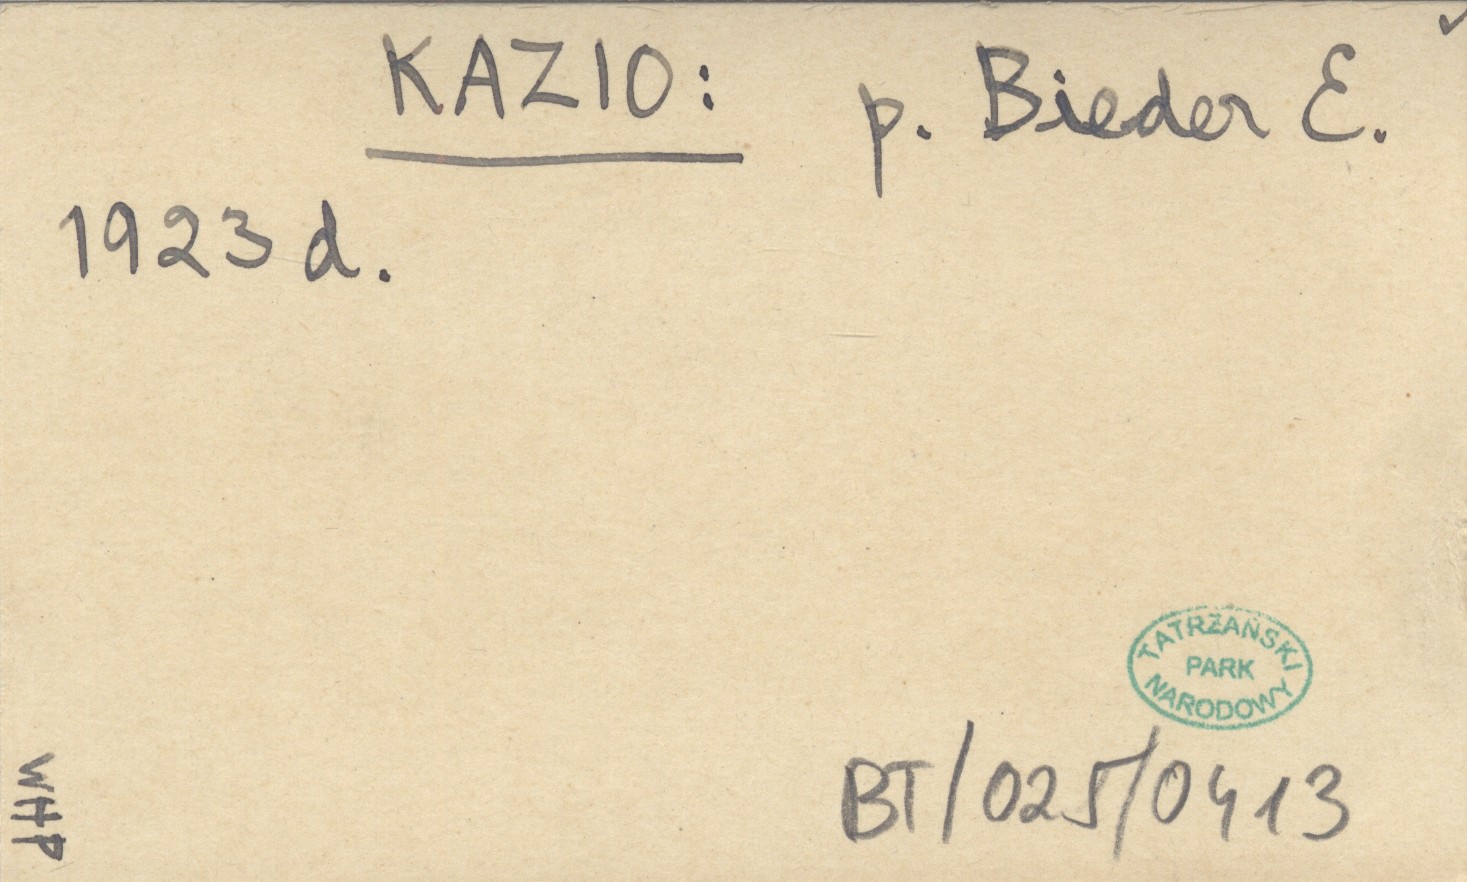 KAZIO: p. Bieder E.
1923 d.
TATRZAŃSKI
PARK
NARODOWY
BT/025/0413
WHP